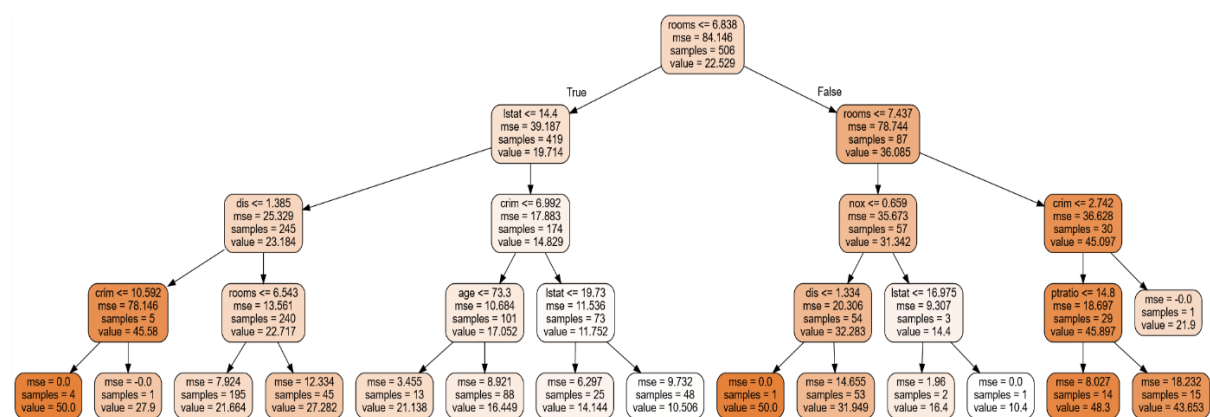 rooms <= 6.838
mse = 84.146
samples = 506
value = 22.529
True
False
lstat <= 14.4
mse = 39.187
samples = 419
value = 19.714
rooms <= 7.437
mse = 78.744
samples = 87
value = 36.085
dis <= 1.385
mse = 25.329
samples = 245
value = 23.184
crim <= 6.992
mse = 17.883
samples = 174
value = 14.829
nox <= 0.659
mse = 35.673
samples = 57
value = 31.342
crim <= 2.742
mse = 36.628
samples = 30
value = 45.097
crim <= 10.592
mse = 78.146
samples = 5
value = 45.58
rooms <= 6.543
mse = 13.561
samples = 240
value = 22.717
age <= 73.3
mse = 10.684
samples = 101
value = 17.052
lstat <= 19.73
mse = 11.536
samples = 73
value = 11.752
dis <= 1.334
mse = 20.306
samples = 54
value = 32.283
lstat <= 16.975
mse = 9.307
samples = 3
value = 14.4
ptratio <= 14.8
mse = 18.697
samples = 29
value = 45.897
mse = -0.0
samples = 1
value = 21.9
mse = 0.0
samples = 4
value = 50.0
mse = -0.0
samples = 1
value = 27.9
mse = 7.924
samples = 195
value = 21.664
mse = 12.334
samples = 45
value = 27.282
mse = 3.455
samples = 13
value = 21.138
mse = 8.921
samples = 88
value = 16.449
mse = 6.297
samples = 25
value = 14.144
mse = 9.732
samples = 48
value = 10.506
mse = 0.0
samples = 1
value = 50.0
mse = 14.655
samples = 53
value = 31.949
mse = 1.96
samples = 2
value = 16.4
mse = 0.0
samples = 1
value = 10.4
mse = 8.027
samples = 14
value = 48.3
mse = 18.232
samples = 15
value = 43.653